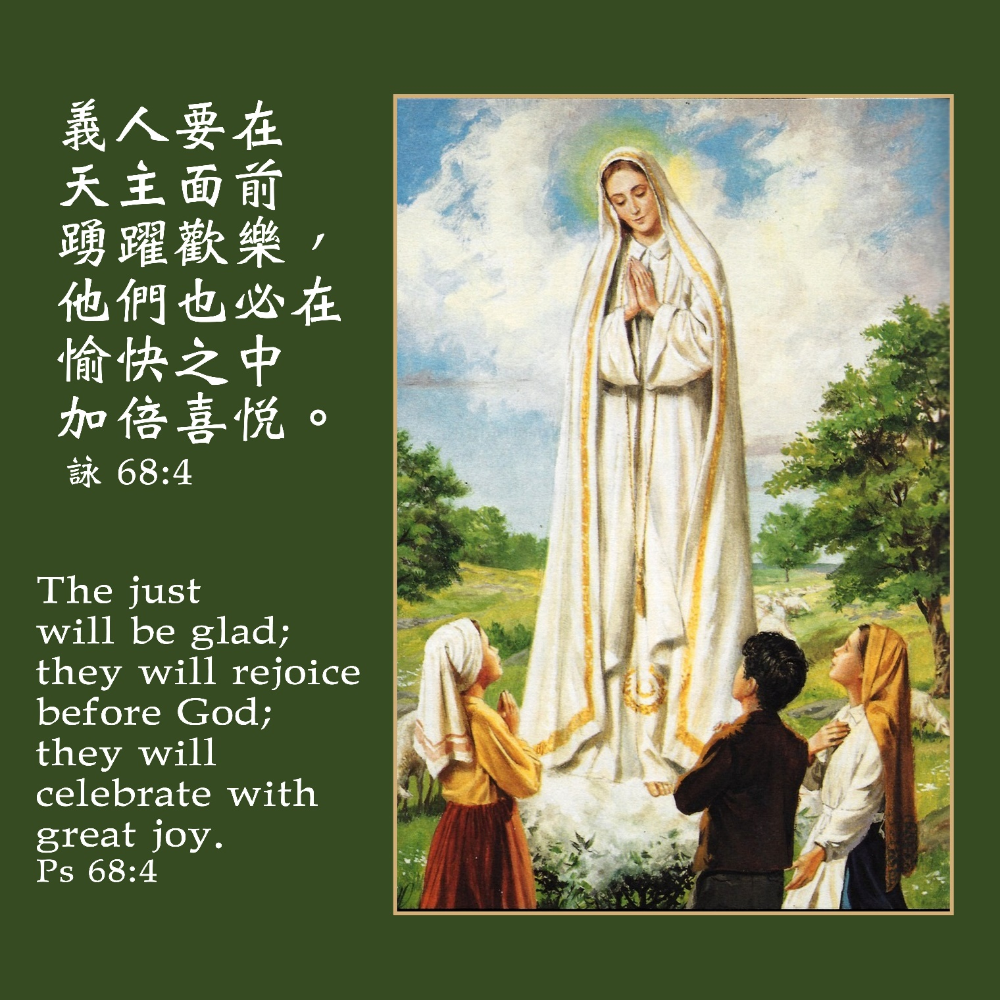 義人要在
天主面前
踴躍歡樂，
他們也必在
愉快之中
加倍喜悅。
詠 68:4
The just
will be glad;
they will rejoice
before God;
they will
celebrate with
great joy.
Ps 68:4